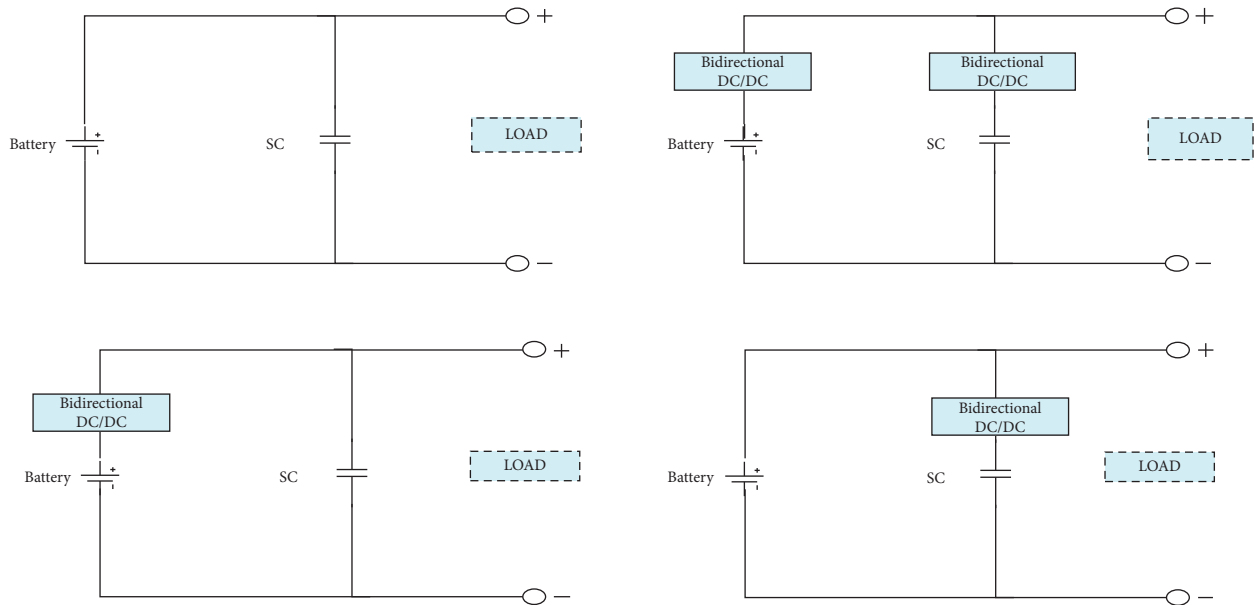 +
Battery
+
SC
LOAD
−
+
Bidirectional
DC/DC
Bidirectional
DC/DC
Battery
+
SC
LOAD
−
+
Bidirectional
DC/DC
Battery
+
SC
LOAD
−
+
Bidirectional
DC/DC
Battery
+
SC
LOAD
−